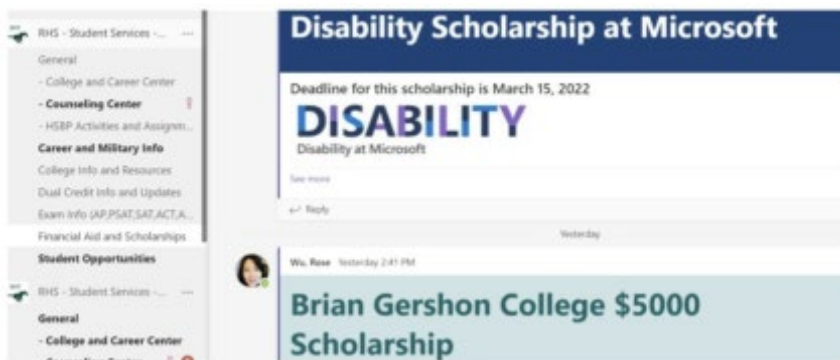 RHS - Student Services -... ...
General
- College and Career Center
- Counseling Center
- HSBP Activities and Assignm...
Career and Military Info
College Info and Resources
Dual Credit Info and Updates
Exam Info (AP,PSAT,SAT,ACT,A...
Financial Aid and Scholarships
Student Opportunities
RHS - Student Services -... ...
General
- College and Career Center
- Counseling Center
Disability Scholarship at Microsoft
Deadline for this scholarship is March 15, 2022
DISABILITY
Disability at Microsoft
See more
Reply
Yesterday
Wu, Rose Yesterday 2:41 PM
Brian Gershon College $5000
Scholarship